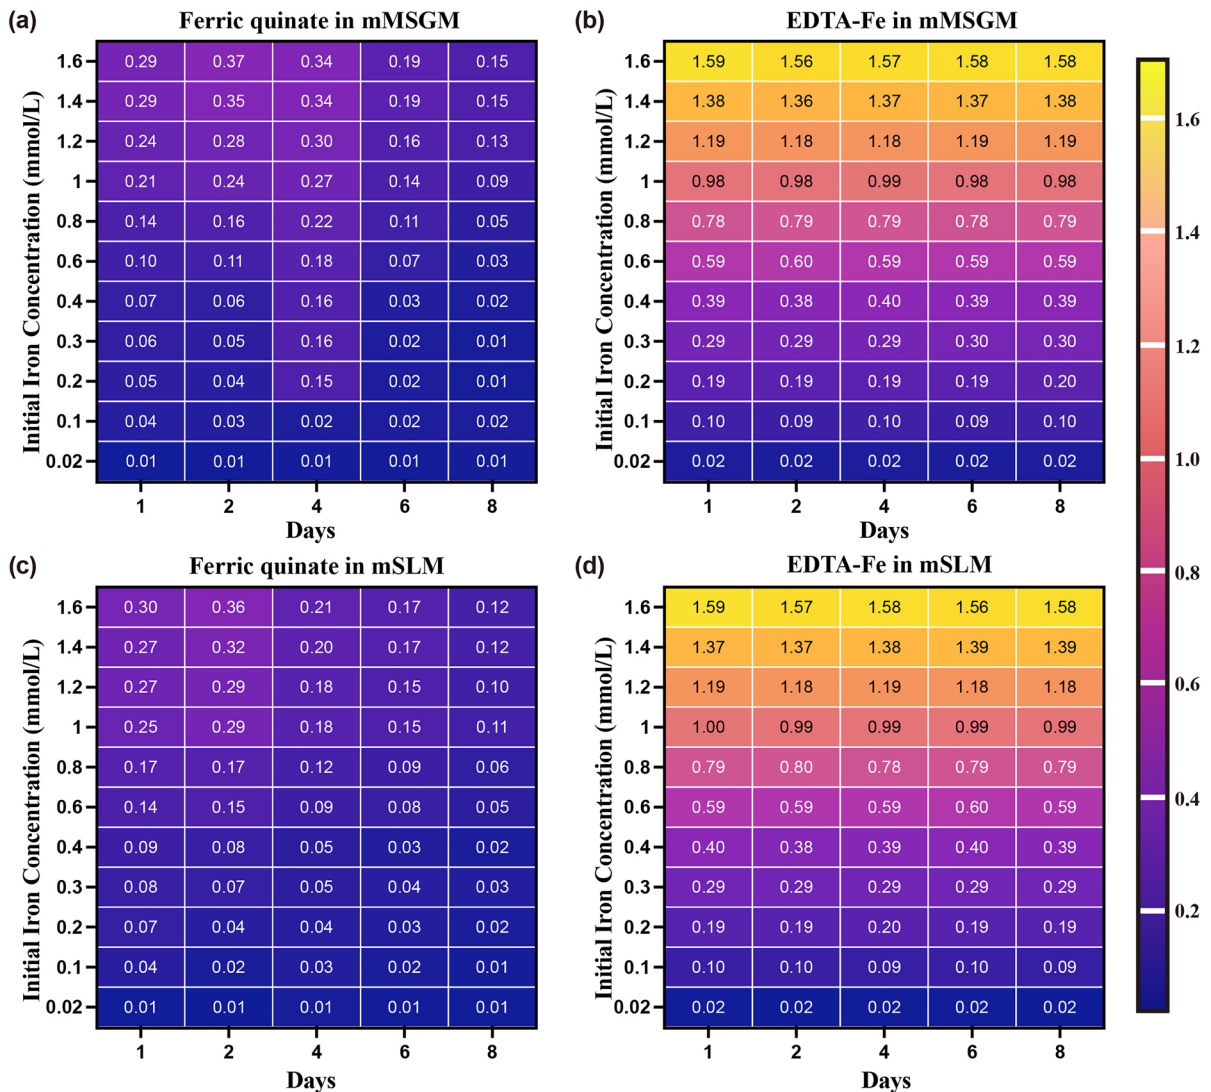 (a) Ferric quinate in mMSGM
Initial Iron Concentration (mmol/L)
1.6 0.29 0.37 0.34 0.19 0.15
1.4 0.29 0.35 0.34 0.19 0.15
1.2 0.24 0.28 0.30 0.16 0.13
1 0.21 0.24 0.27 0.14 0.09
0.8 0.14 0.16 0.22 0.11 0.05
0.6 0.10 0.11 0.18 0.07 0.03
0.4 0.07 0.06 0.16 0.03 0.02
0.3 0.06 0.05 0.16 0.02 0.01
0.2 0.05 0.04 0.15 0.02 0.01
0.1 0.04 0.03 0.02 0.02 0.02
0.02 0.01 0.01 0.01 0.01 0.01
1 2 4 6 8
Days
(b) EDTA-Fe in mMSGM
Initial Iron Concentration (mmol/L)
1.6 1.59 1.56 1.57 1.58 1.58
1.4 1.38 1.36 1.37 1.37 1.38
1.2 1.19 1.18 1.18 1.19 1.19
1 0.98 0.98 0.99 0.98 0.98
0.8 0.78 0.79 0.79 0.78 0.79
0.6 0.59 0.60 0.59 0.59 0.59
0.4 0.39 0.38 0.40 0.39 0.39
0.3 0.29 0.29 0.29 0.30 0.30
0.2 0.19 0.19 0.19 0.19 0.20
0.1 0.10 0.09 0.10 0.09 0.10
0.02 0.02 0.02 0.02 0.02 0.02
1 2 4 6 8
Days
(c) Ferric quinate in mSLM
Initial Iron Concentration (mmol/L)
1.6 0.30 0.36 0.21 0.17 0.12
1.4 0.27 0.32 0.20 0.17 0.12
1.2 0.27 0.29 0.18 0.15 0.10
1 0.25 0.29 0.18 0.15 0.11
0.8 0.17 0.17 0.12 0.09 0.06
0.6 0.14 0.15 0.09 0.08 0.05
0.4 0.09 0.08 0.05 0.03 0.02
0.3 0.08 0.07 0.05 0.04 0.03
0.2 0.07 0.04 0.04 0.03 0.02
0.1 0.04 0.02 0.03 0.02 0.01
0.02 0.01 0.01 0.01 0.01 0.01
1 2 4 6 8
Days
(d) EDTA-Fe in mSLM
Initial Iron Concentration (mmol/L)
1.6 1.59 1.57 1.58 1.56 1.58
1.4 1.37 1.37 1.38 1.39 1.39
1.2 1.19 1.18 1.19 1.18 1.18
1 1.00 0.99 0.99 0.99 0.99
0.8 0.79 0.80 0.78 0.79 0.79
0.6 0.59 0.59 0.59 0.60 0.59
0.4 0.40 0.38 0.39 0.40 0.39
0.3 0.29 0.29 0.29 0.29 0.29
0.2 0.19 0.19 0.20 0.19 0.19
0.1 0.10 0.10 0.09 0.10 0.09
0.02 0.02 0.02 0.02 0.02 0.02
1 2 4 6 8
Days
1.6
1.4
1.2
1.0
0.8
0.6
0.4
0.2